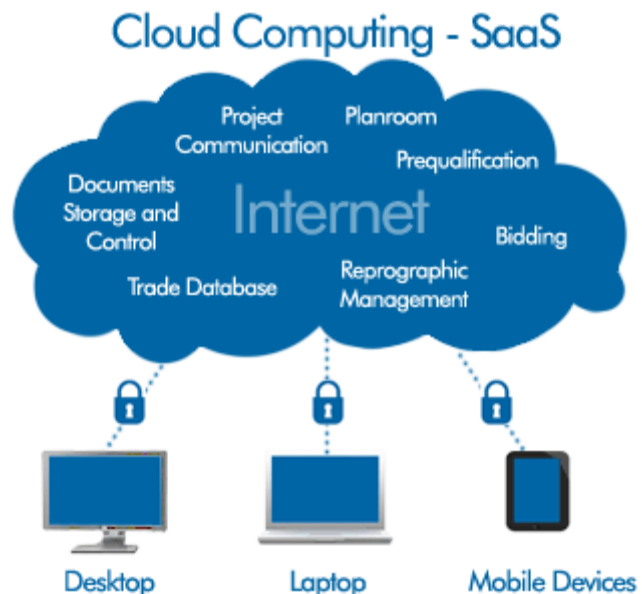 Cloud Computing - SaaS
Project
Communication
Planroom
Prequalification
Documents
Storage and
Control
Internet
Bidding
Trade Database
Reprographic
Management
Desktop
Laptop
Mobile Devices